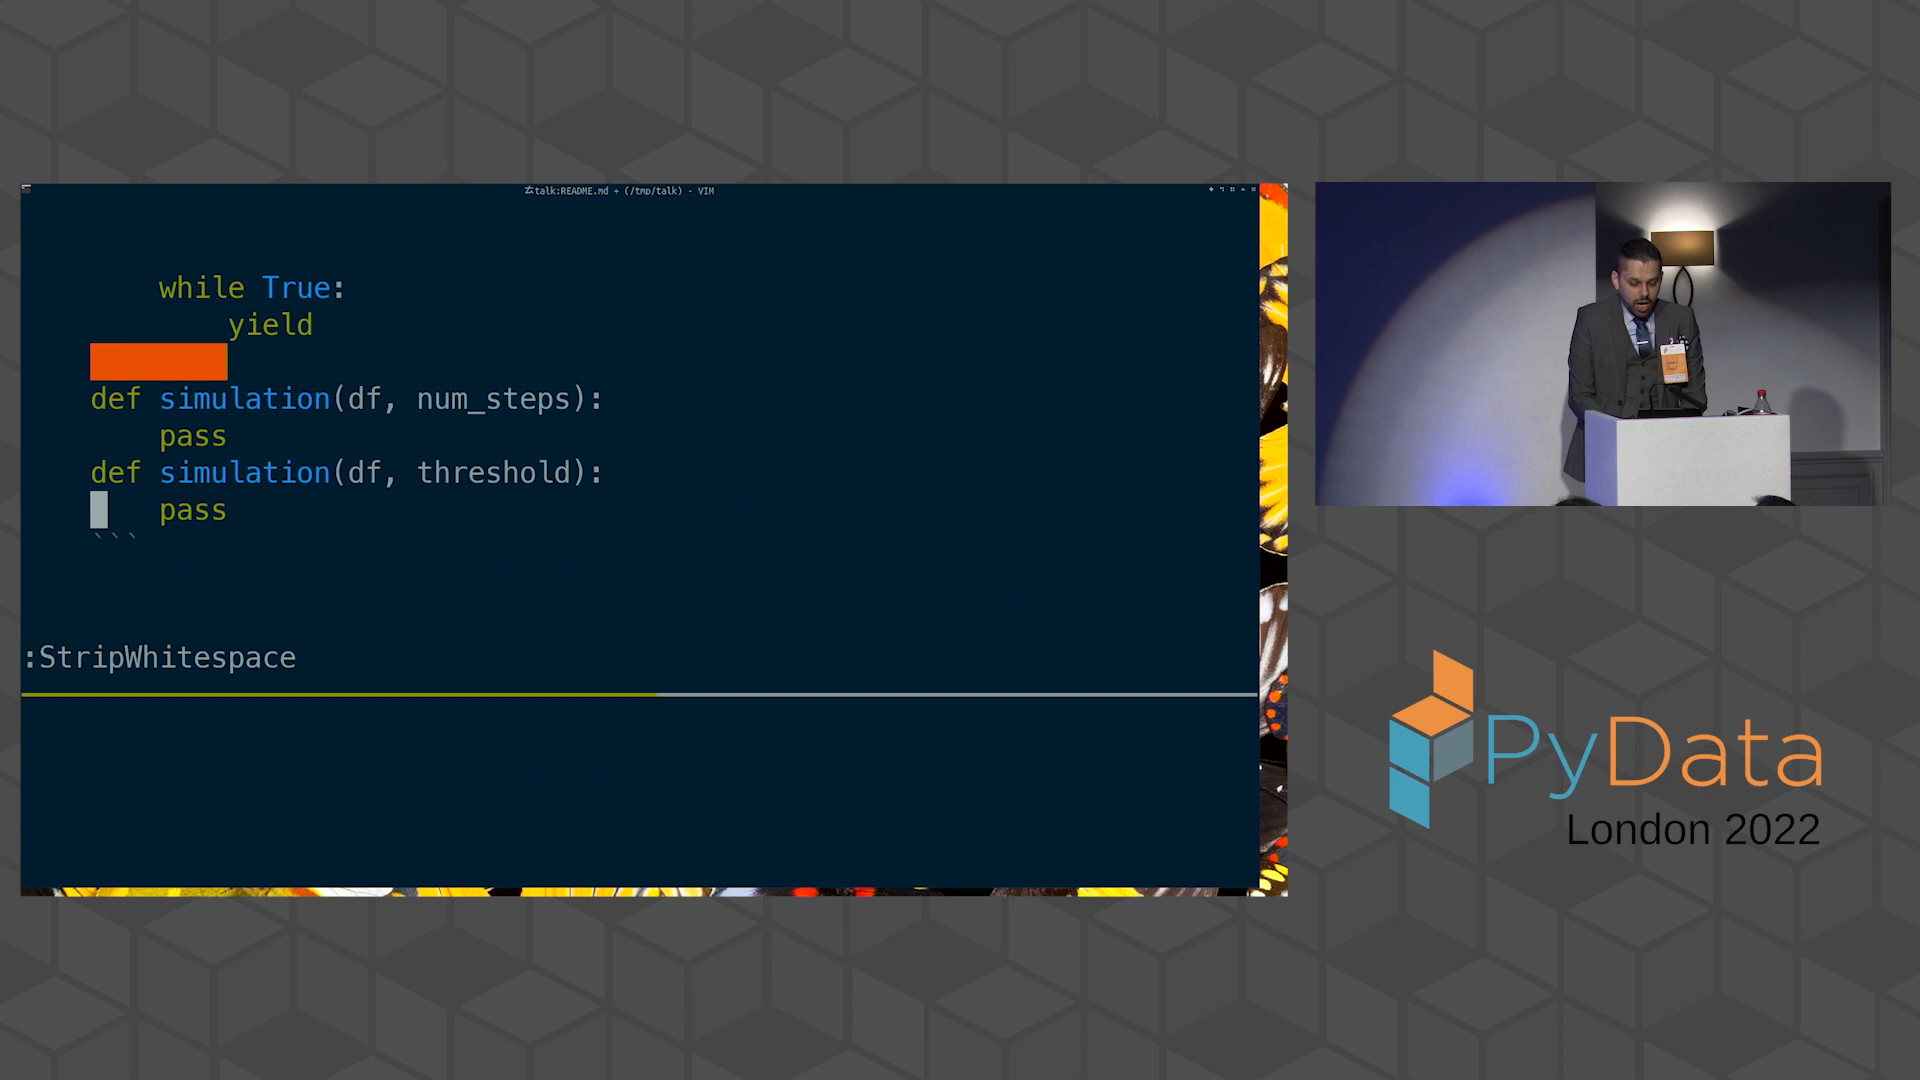 talk:README.md + (/tmp/talk) - VIM
while True:
yield
def simulation(df, num_steps):
pass
def simulation(df, threshold):
pass
```
:StripWhitespace
PyData
London 2022